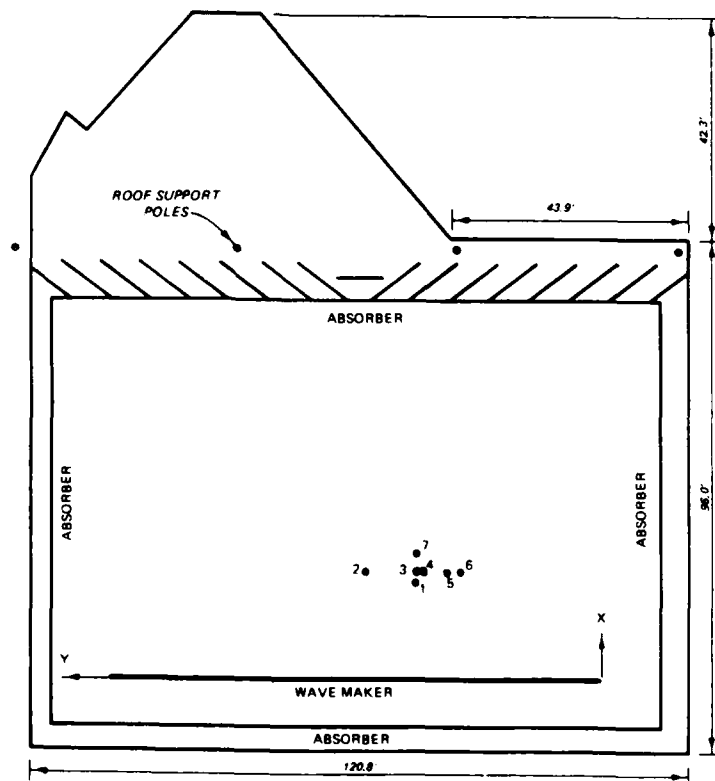 42.3'
ROOF SUPPORT
POLES
43.9'
ABSORBER
ABSORBER
ABSORBER
96.0'
7
2
3
4
5
6
1
X
Y
WAVE MAKER
ABSORBER
120.8'